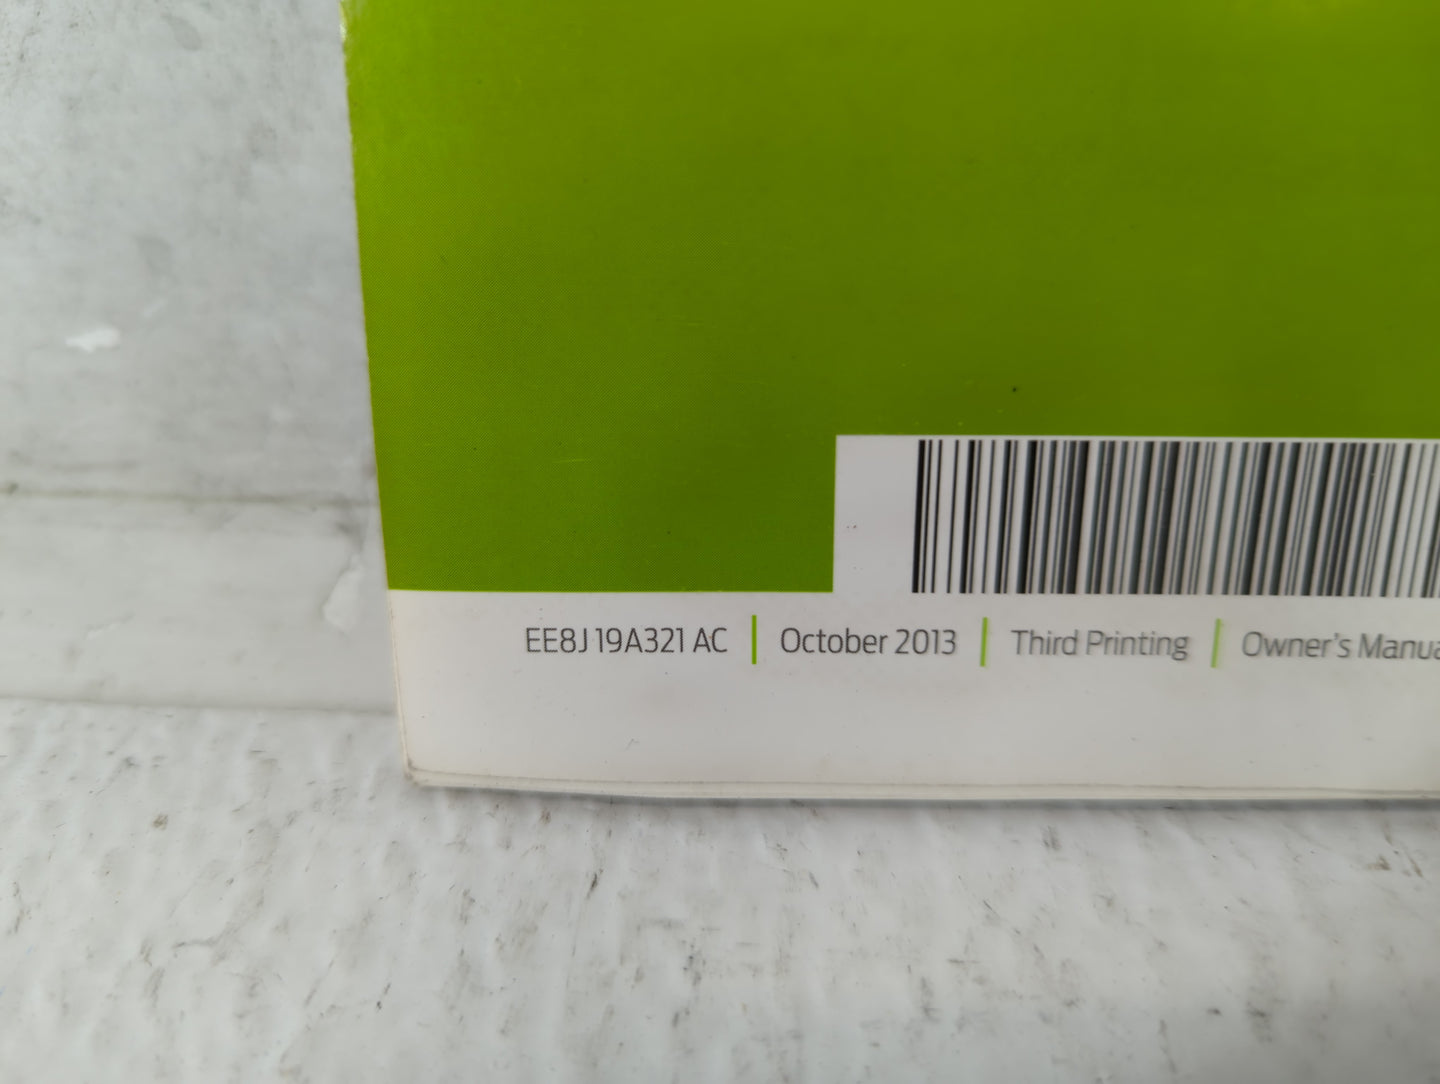 EE8J 19A321 AC | October 2013 | Third Printing | Owner's Manua